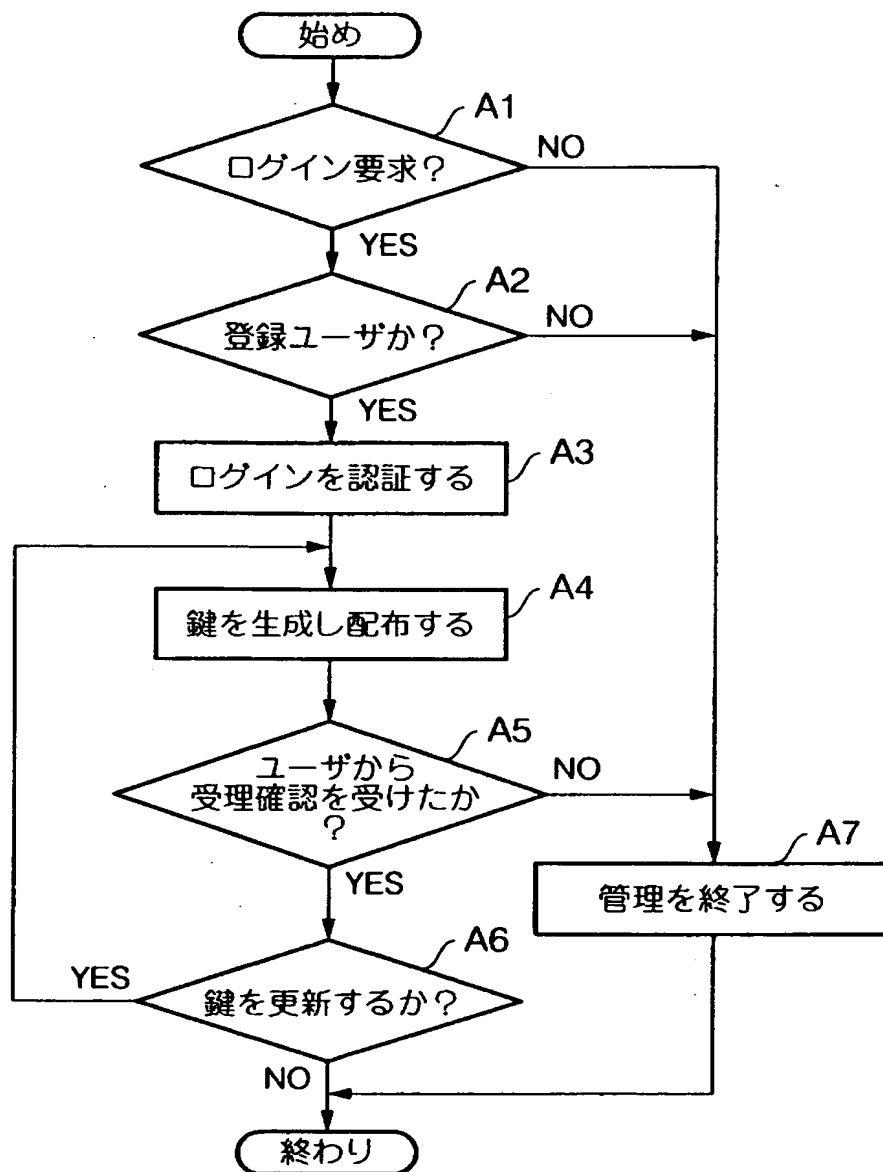 始め
A1
ログイン要求？
NO
YES
A2
登録ユーザか？
NO
YES
A3
ログインを認証する
A4
鍵を生成し配布する
A5
ユーザから
受理確認を受けたか
？
NO
YES
A7
管理を終了する
A6
YES
鍵を更新するか？
NO
終わり